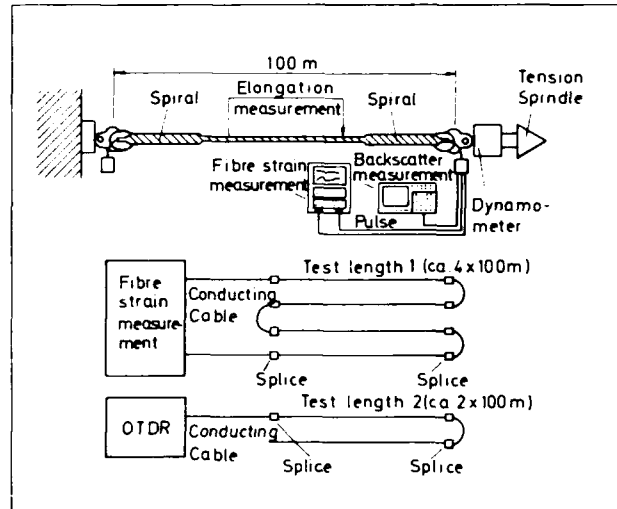 100 m
Elongation
measurement
Spiral
Spiral
Tension
Spindle
Fibre strain
measurement
Backscatter
measurement
Pulse
Dynamo-
meter
Test length 1 (ca. 4 x 100m)
Fibre
strain
measure-
ment
Conducting
Cable
Splice
Splice
Test length 2 (ca 2 x 100m)
OTDR
Conducting
Cable
Splice
Splice